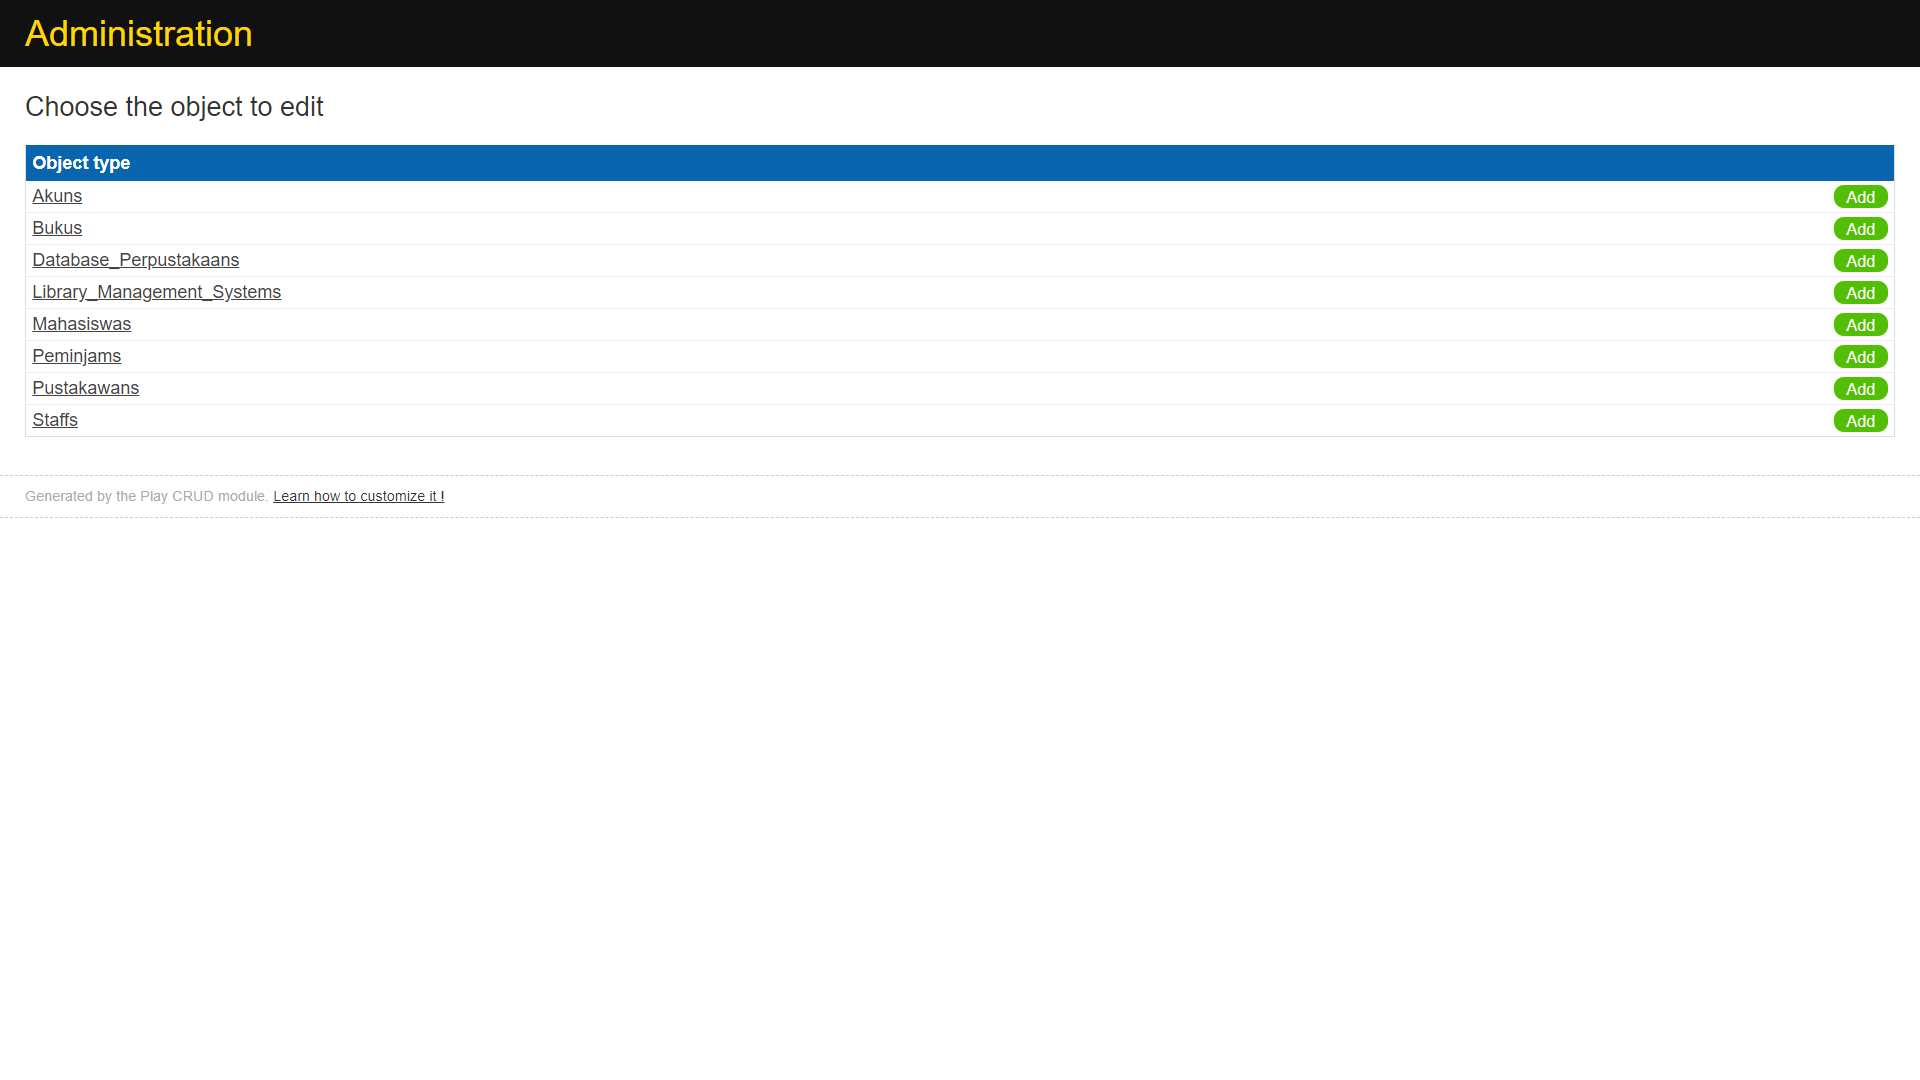 Administration
Choose the object to edit
Object type
Akuns Add
Bukus Add
Database_Perpustakaans Add
Library_Management_Systems Add
Mahasiswas Add
Peminjams Add
Pustakawans Add
Staffs Add
Generated by the Play CRUD module. Learn how to customize it !